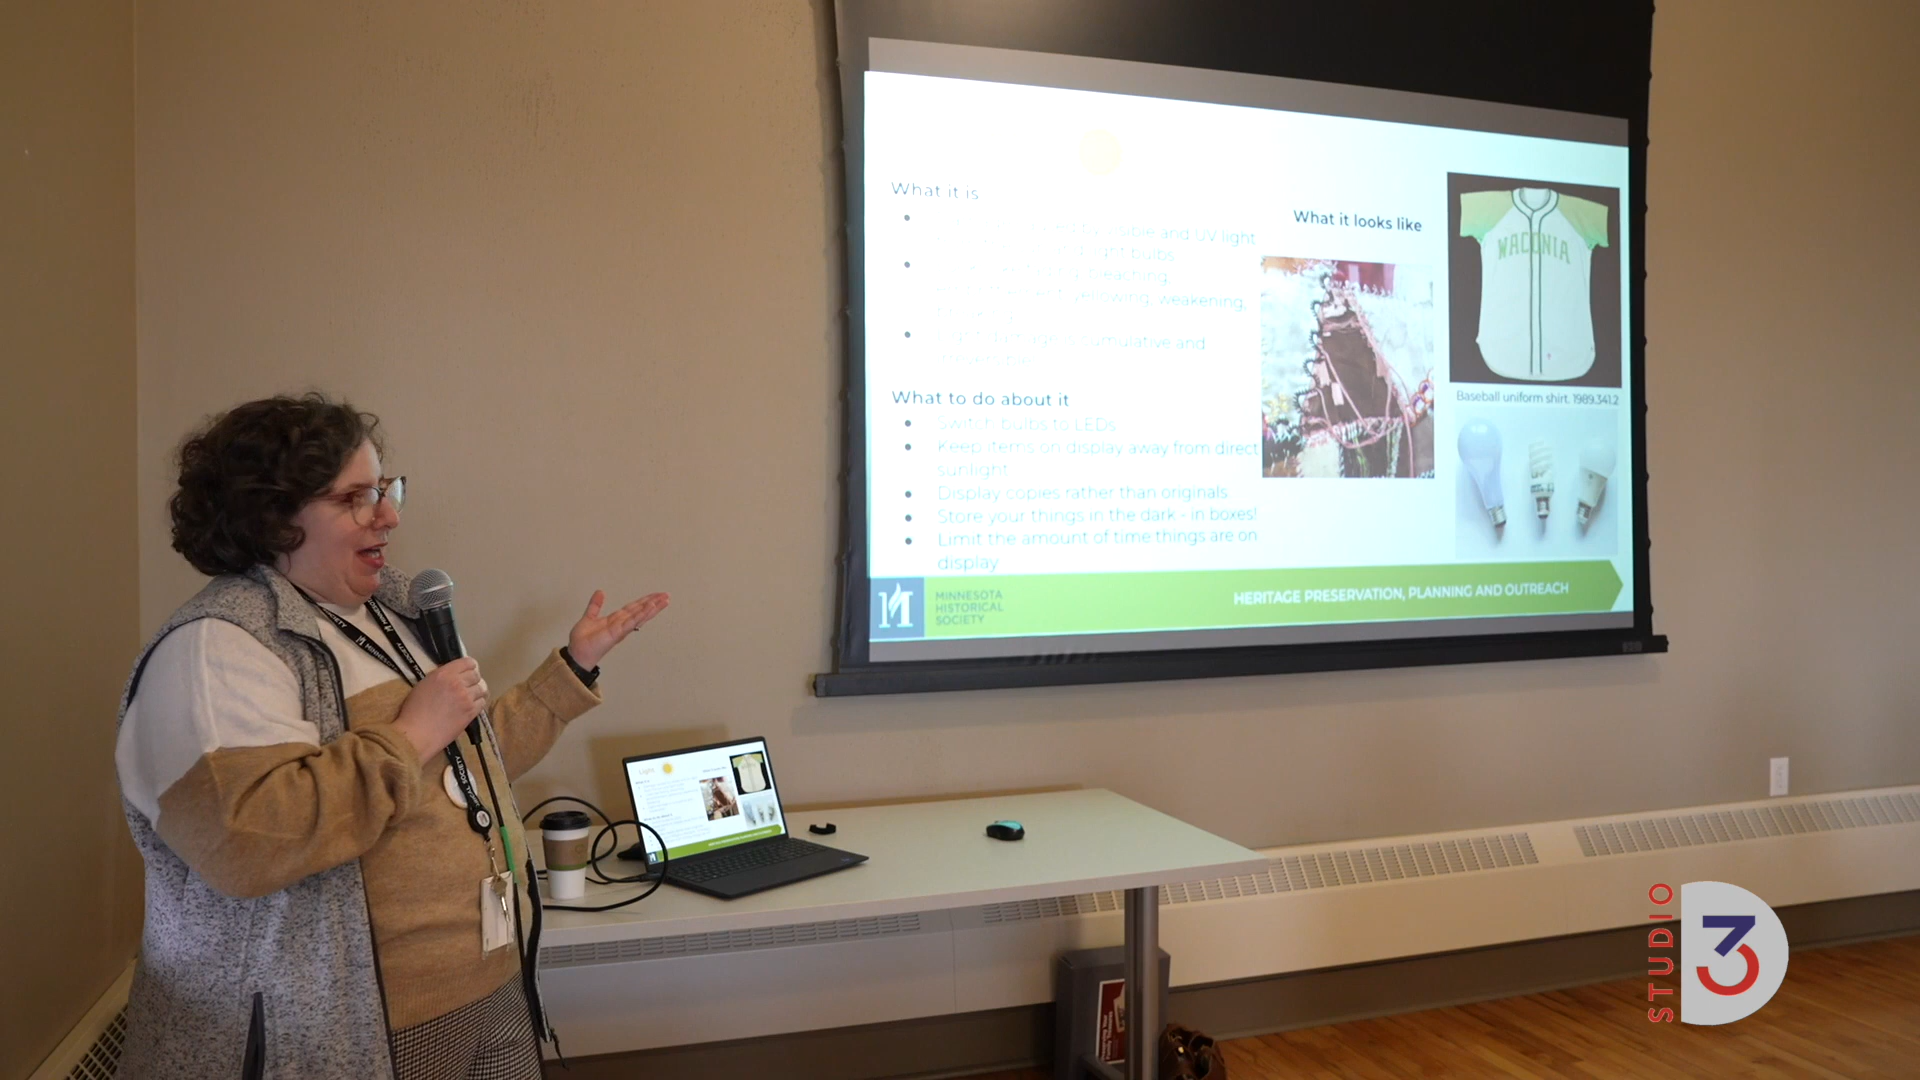 What it is
visible and UV light
light bulbs
bleaching
yellowing, weakening,
cumulative and
What to do about it
Switch bulbs to LEDs
Keep items on display away from direct
sunlight
Display copies rather than originals
Store your things in the dark - in boxes!
Limit the amount of time things are on
display
What it looks like
WACONIA
Baseball uniform shirt. 1989.341.2
MINNESOTA
HISTORICAL
SOCIETY
HERITAGE PRESERVATION, PLANNING AND OUTREACH
Light
STUDIO
3